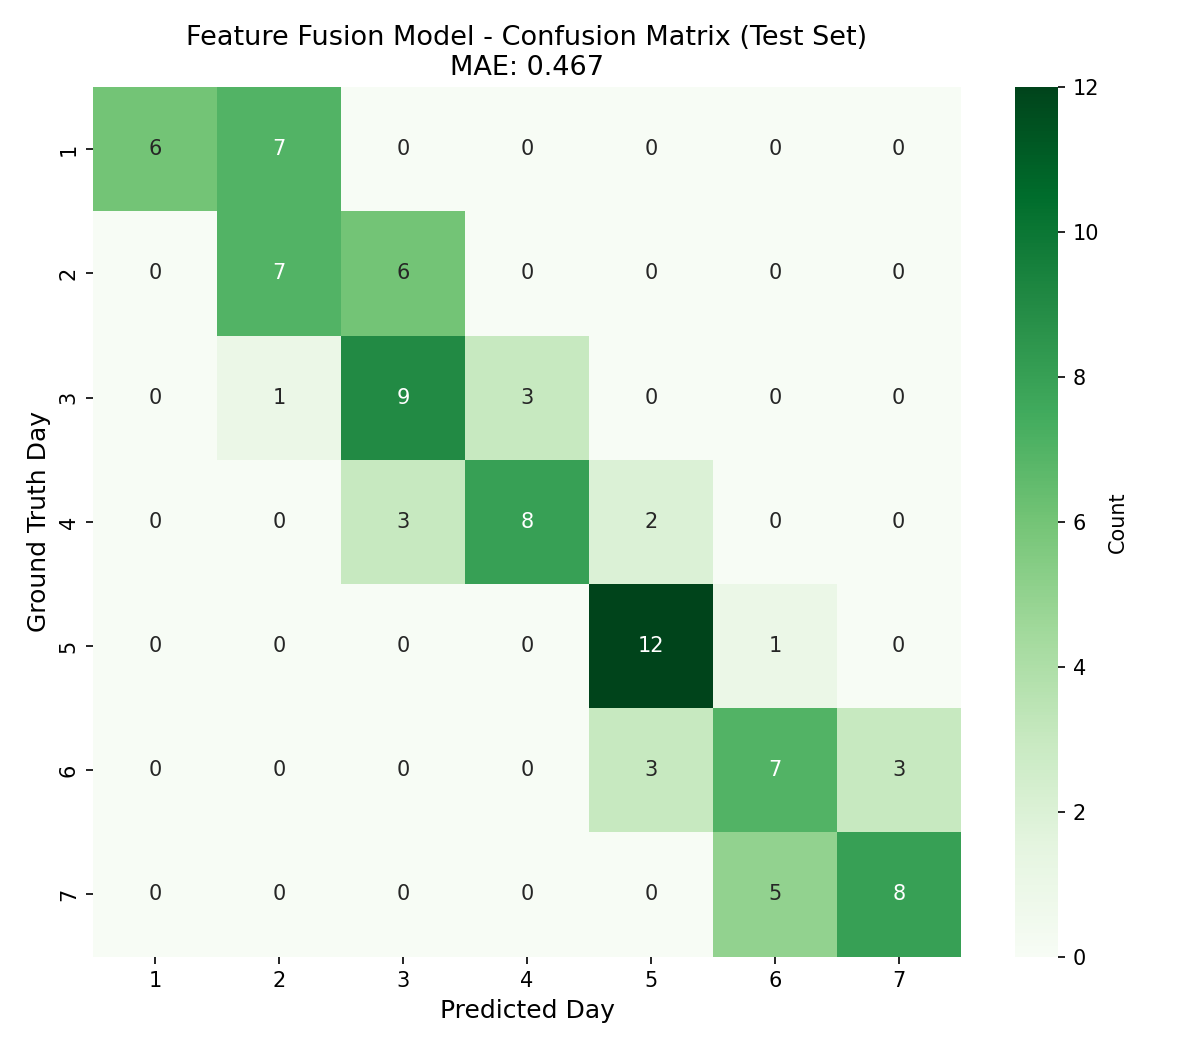 Feature Fusion Model - Confusion Matrix (Test Set)
MAE: 0.467
1 6 7 0 0 0 0 0
2 0 7 6 0 0 0 0
3 0 1 9 3 0 0 0
4 0 0 3 8 2 0 0
5 0 0 0 0 12 1 0
6 0 0 0 0 3 7 3
7 0 0 0 0 0 5 8
1 2 3 4 5 6 7
Predicted Day
Ground Truth Day
12
10
8
6
4
2
0
Count